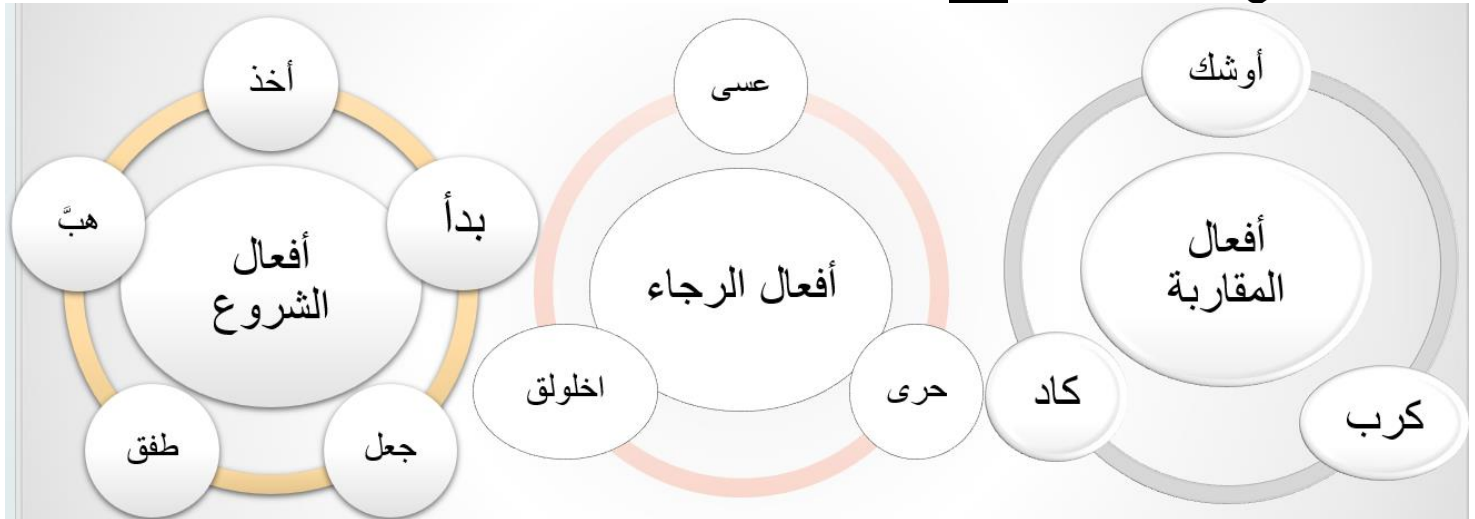 أوشك
أفعال
المقاربة
كاد
كرب
عسى
أفعال الرجاء
حرى
اخلولق
أخذ
بدأ
أفعال
الشروع
هبَّ
جعل
طفق